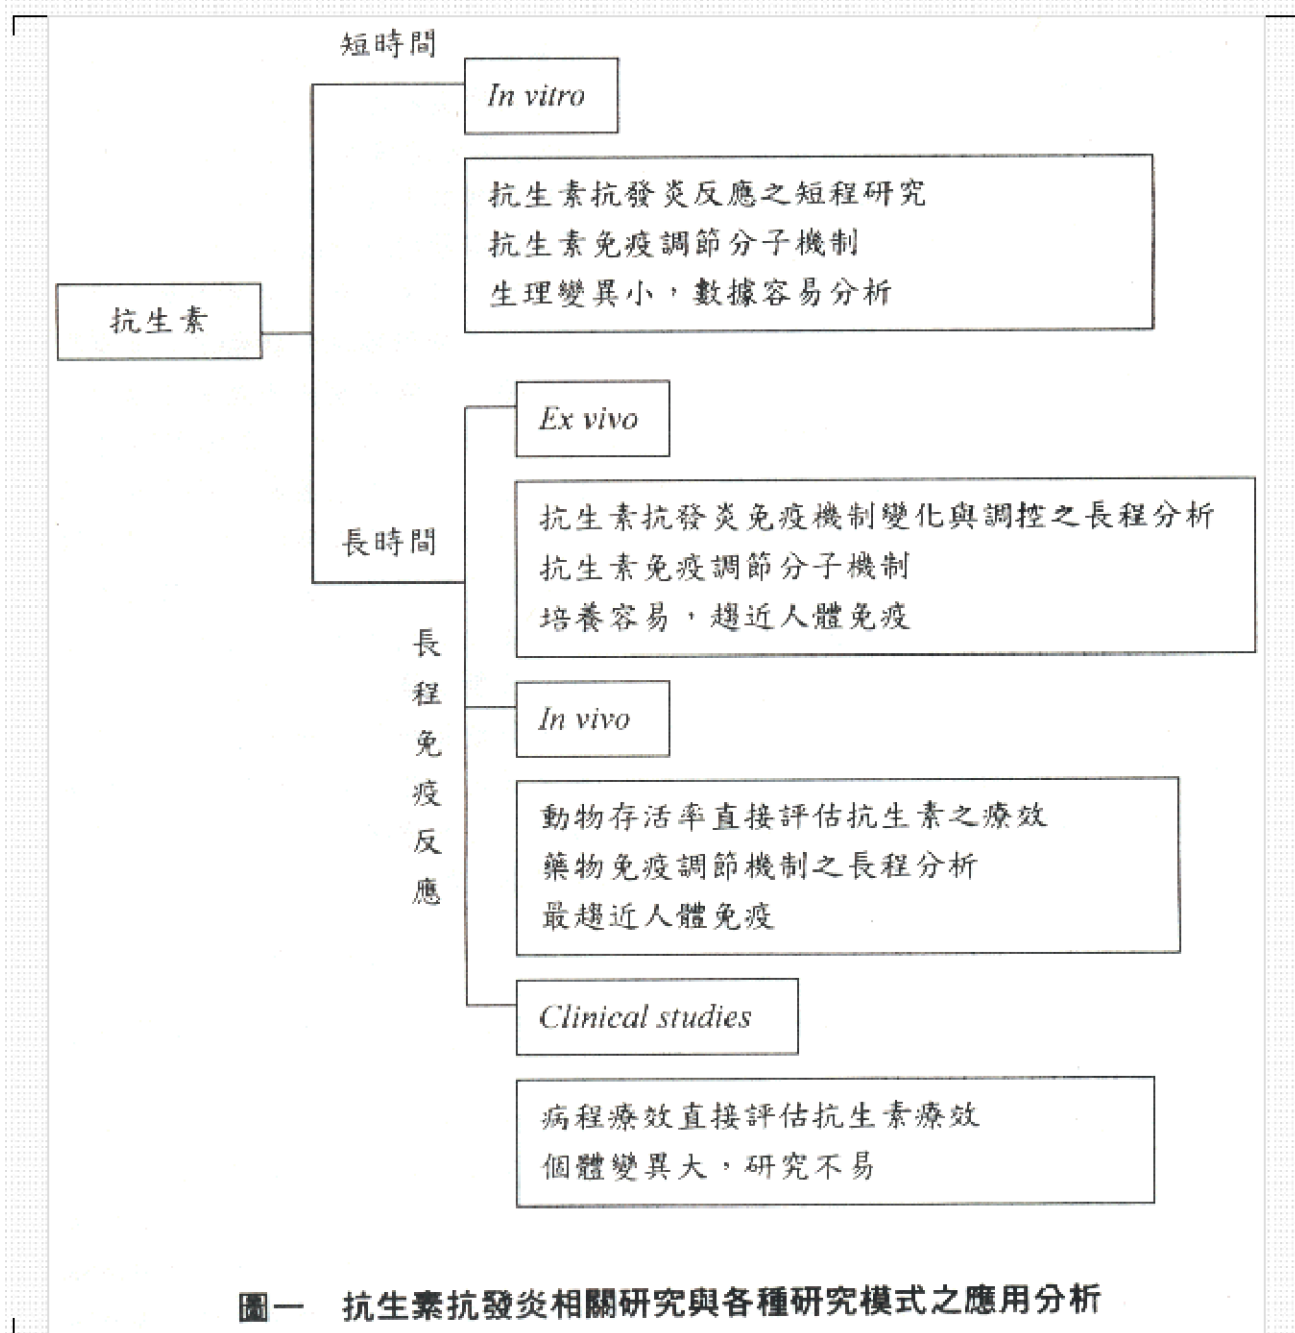 短時間
In vitro
抗生素抗發炎反應之短程研究
抗生素免疫調節分子機制
生理變異小，數據容易分析
抗生素
Ex vivo
抗生素抗發炎免疫機制變化與調控之長程分析
抗生素免疫調節分子機制
培養容易，趨近人體免疫
長時間
長程免疫反應
In vivo
動物存活率直接評估抗生素之療效
藥物免疫調節機制之長程分析
最趨近人體免疫
Clinical studies
病程療效直接評估抗生素療效
個體變異大，研究不易
圖一 抗生素抗發炎相關研究與各種研究模式之應用分析